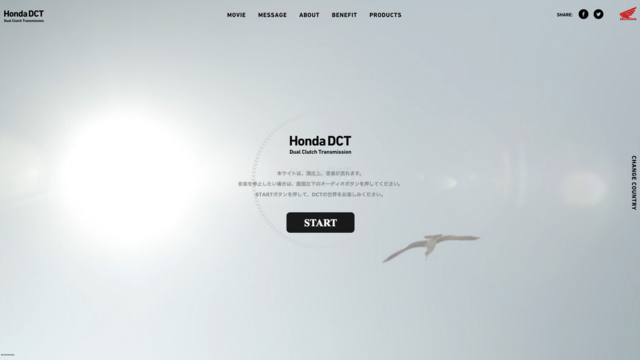 Honda DCT
Dual Clutch Transmission
MOVIE MESSAGE ABOUT BENEFIT PRODUCTS
SHARE:
HONDA
Honda DCT
Dual Clutch Transmission
本サイトは、演出上、音楽が流れます。
音楽を停止したい場合は、画面左下のオーディオボタンを押してください。
STARTボタンを押して、DCTの世界をお楽しみください。
START
CHANGE COUNTRY